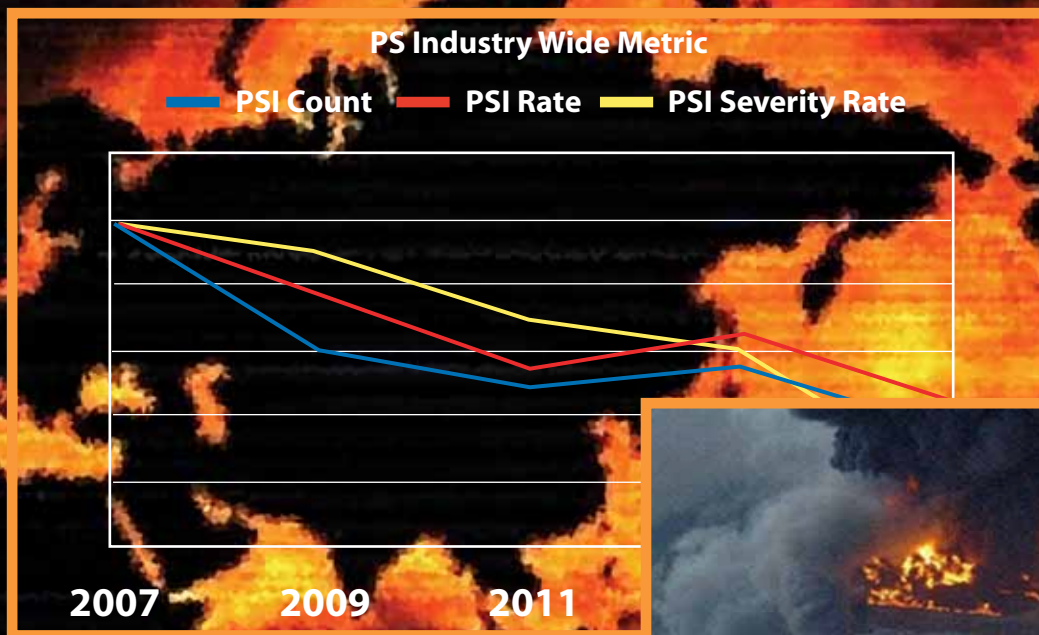 PS Industry Wide Metric
PSI Count PSI Rate PSI Severity Rate
2007 2009 2011